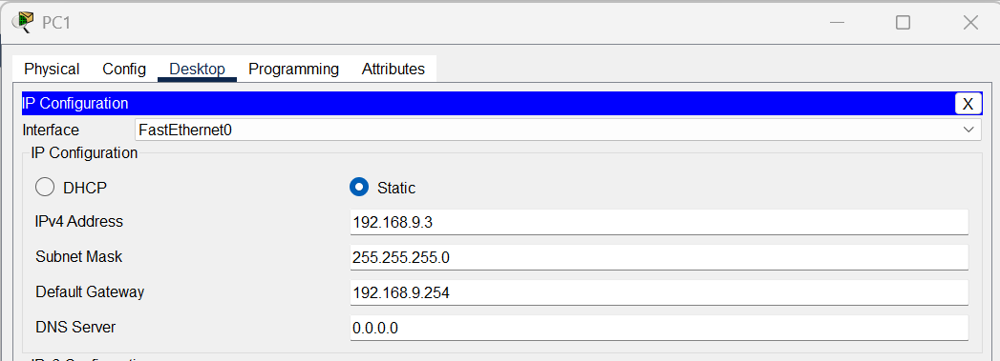 PC1
Physical Config Desktop Programming Attributes
IP Configuration X
Interface FastEthernet0
IP Configuration
DHCP Static
IPv4 Address 192.168.9.3
Subnet Mask 255.255.255.0
Default Gateway 192.168.9.254
DNS Server 0.0.0.0